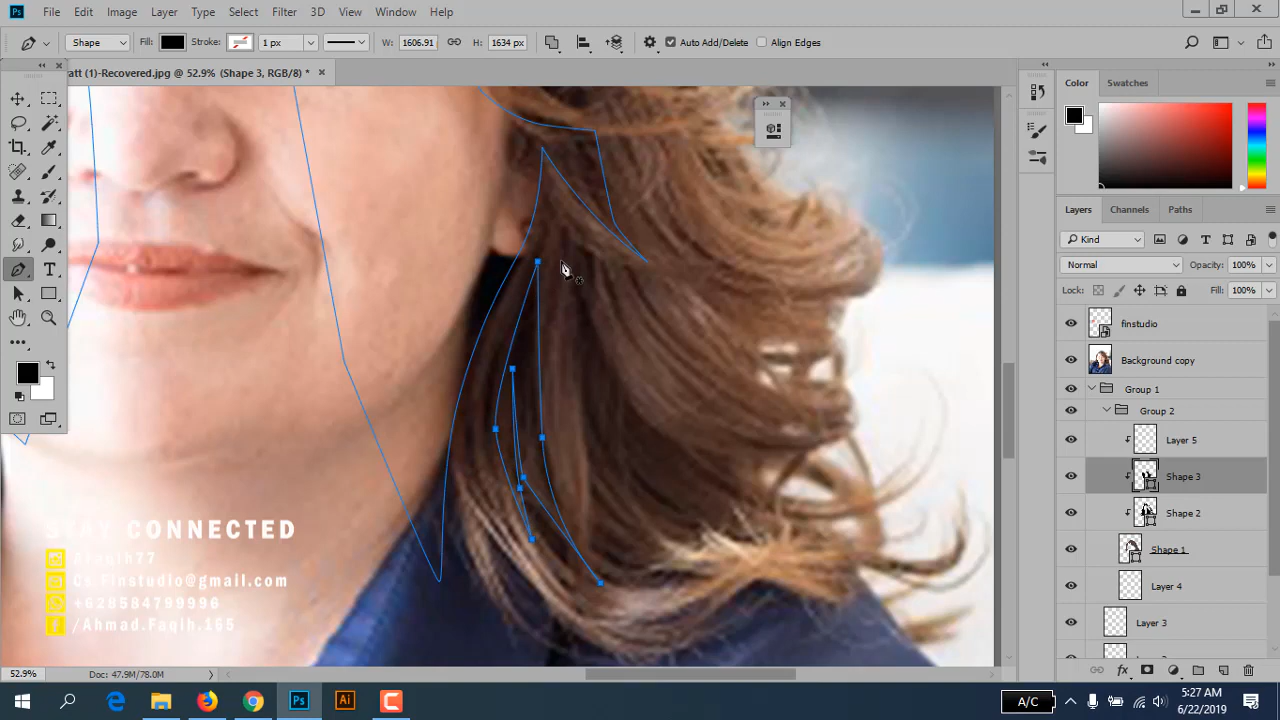 File Edit Image Layer Type Select Filter 3D View Window Help
Shape Fill: Stroke: 1 px W: 1606.91 H: 1634 px Auto Add/Delete Align Edges
att (1)-Recovered.jpg @ 52.9% (Shape 3, RGB/8) *
Color Swatches
Layers Channels Paths
Kind
Normal Opacity: 100%
Lock: Fill: 100%
finstudio
Background copy
Group 1
Group 2
Layer 5
Shape 3
Shape 2
Shape 1
Layer 4
Layer 3
STAY CONNECTED
Afaqih77
Cs.Finstudio@gmail.com
+628584799996
/Ahmad.Faqih.165
52.9% Doc: 47.9M/78.0M
Ps Ai A/C 5:27 AM
6/22/2019